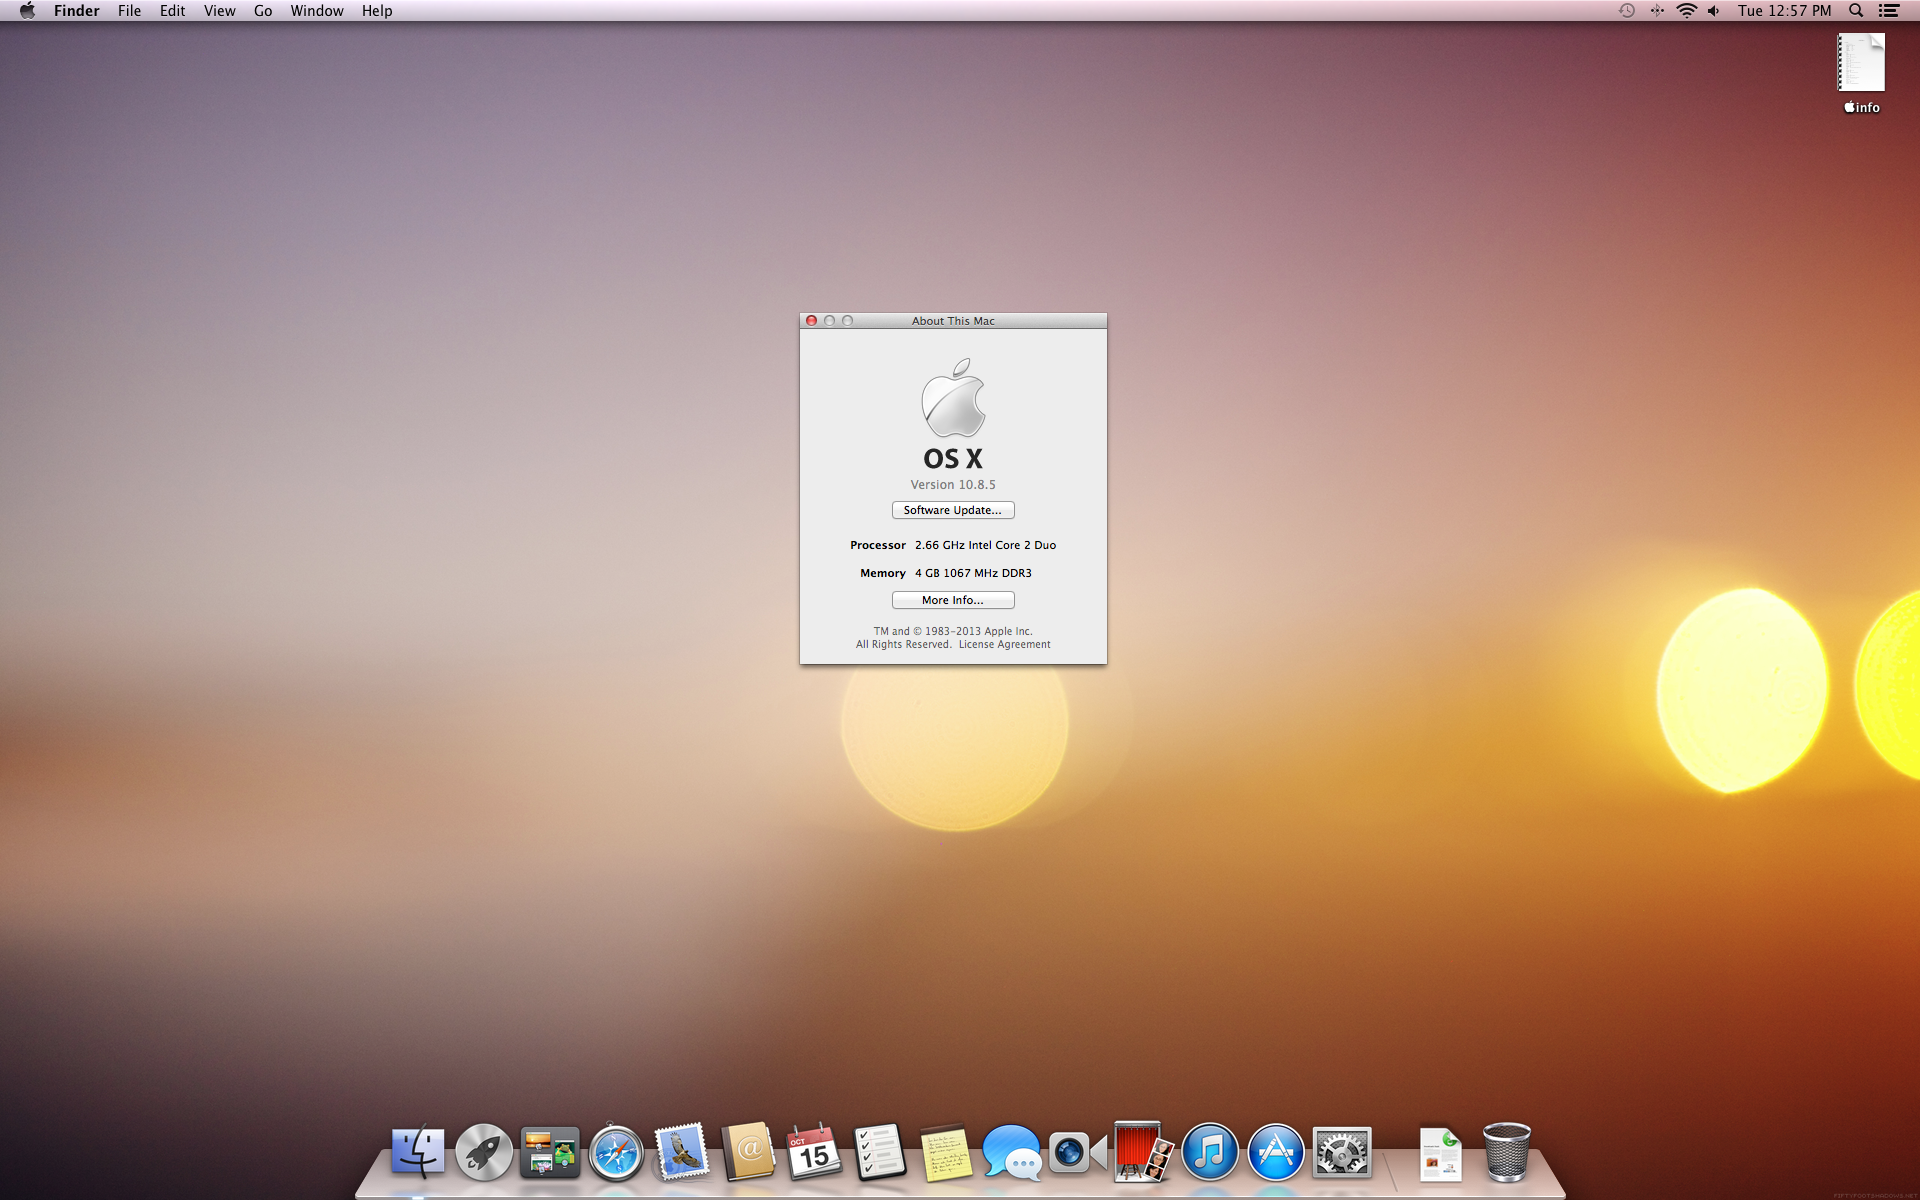 Finder File Edit View Go Window Help Tue 12:57 PM
info
About This Mac
OS X
Version 10.8.5
Software Update...
Processor 2.66 GHz Intel Core 2 Duo
Memory 4 GB 1067 MHz DDR3
More Info...
TM and © 1983-2013 Apple Inc.
All Rights Reserved. License Agreement
OCT
15